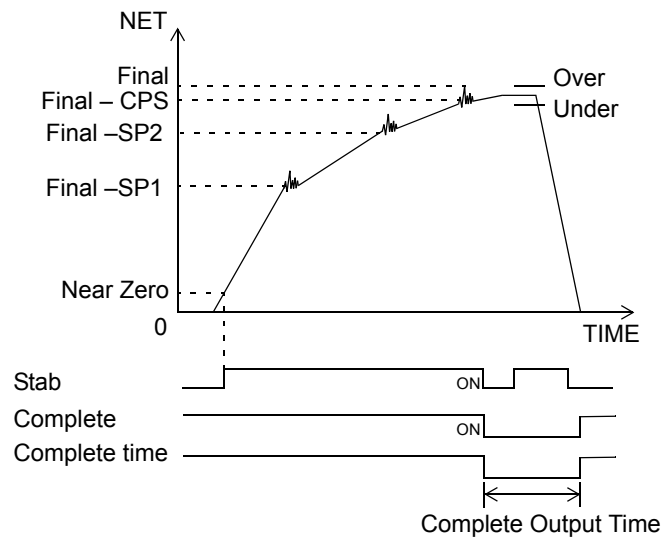 NET
Final
Over
Final – CPS
Under
Final –SP2
Final –SP1
Near Zero
0
TIME
Stab
ON
Complete
ON
Complete time
Complete Output Time